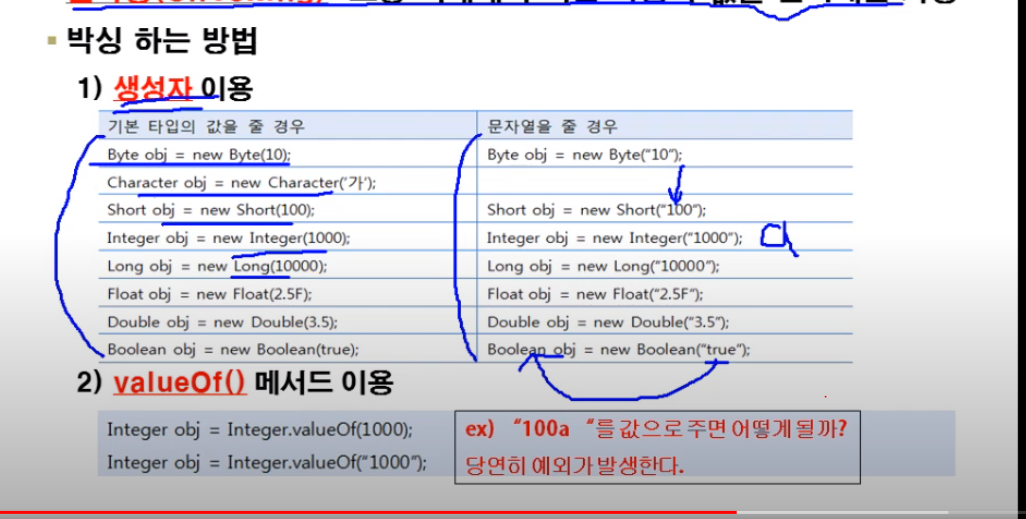 박싱 하는 방법
1) 생성자 이용
기본 타입의 값을 줄 경우 문자열을 줄 경우
Byte obj = new Byte(10); Byte obj = new Byte("10");
Character obj = new Character('가');
Short obj = new Short(100); Short obj = new Short("100");
Integer obj = new Integer(1000); Integer obj = new Integer("1000"); a
Long obj = new Long(10000); Long obj = new Long("10000");
Float obj = new Float(2.5F); Float obj = new Float("2.5F");
Double obj = new Double(3.5); Double obj = new Double("3.5");
Boolean obj = new Boolean(true); Boolean obj = new Boolean("true");
2) valueOf() 메서드 이용
Integer obj = Integer.valueOf(1000); ex) "100a "를 값으로 주면 어떻게 될까?
Integer obj = Integer.valueOf("1000"); 당연히 예외가 발생한다.